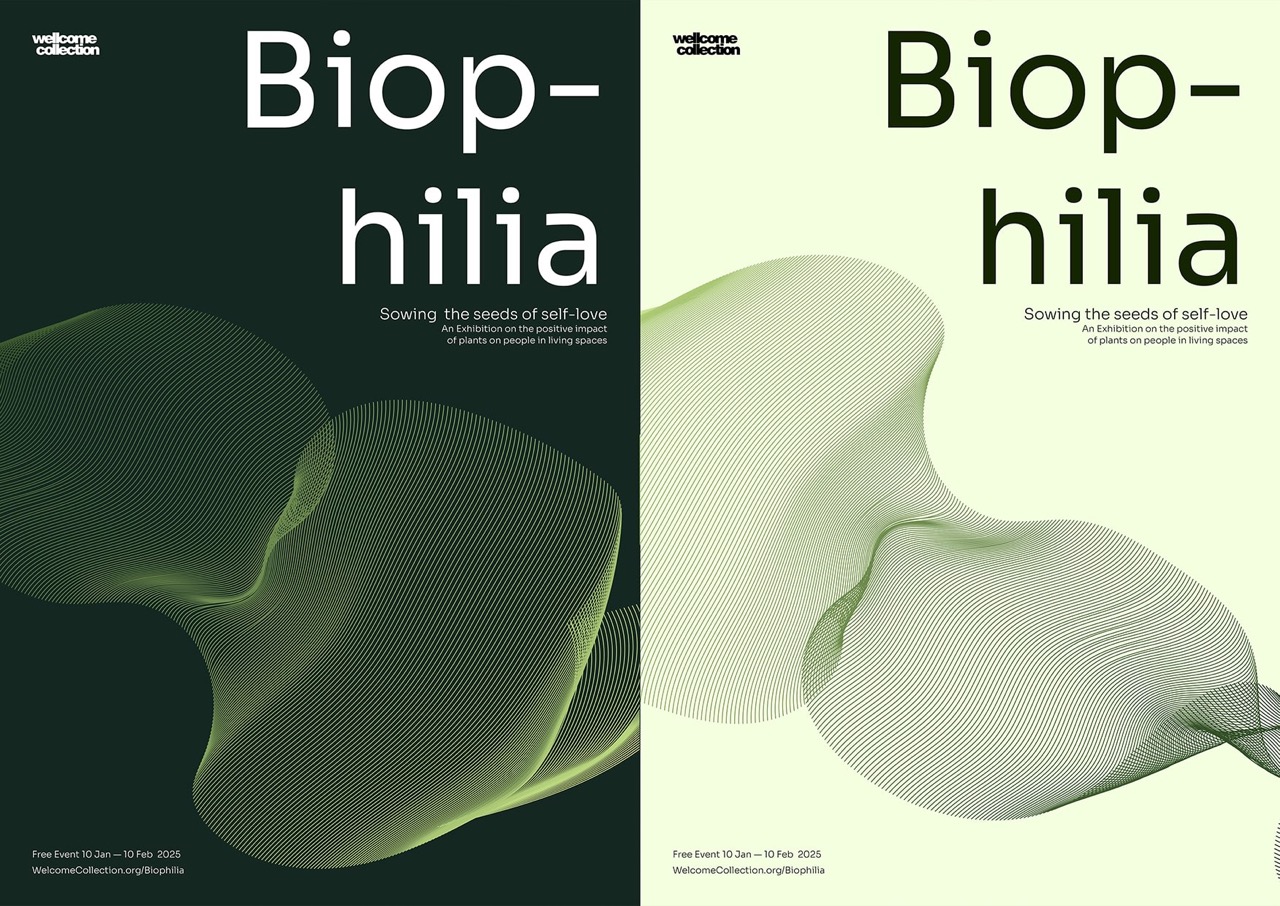 wellcome
collection
Biop-
hilia
Sowing  the seeds of self-love
An Exhibition on the positive impact
of plants on people in living spaces
Free Event 10 Jan — 10 Feb  2025
WelcomeCollection.org/Biophilia
wellcome
collection
Biop-
hilia
Sowing the seeds of self-love
An Exhibition on the positive impact
of plants on people in living spaces
Free Event 10 Jan — 10 Feb  2025
WelcomeCollection.org/Biophilia